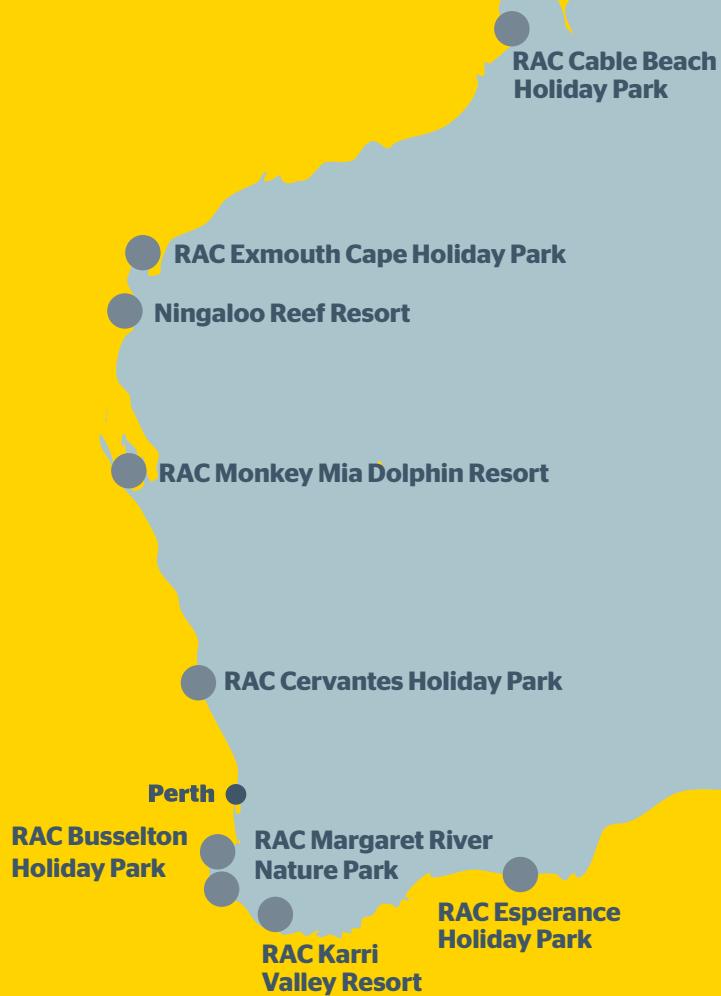 RAC Cable Beach
Holiday Park
RAC Exmouth Cape Holiday Park
Ningaloo Reef Resort
RAC Monkey Mia Dolphin Resort
RAC Cervantes Holiday Park
Perth
RAC Busselton
Holiday Park
RAC Margaret River
Nature Park
RAC Esperance
Holiday Park
RAC Karri
Valley Resort